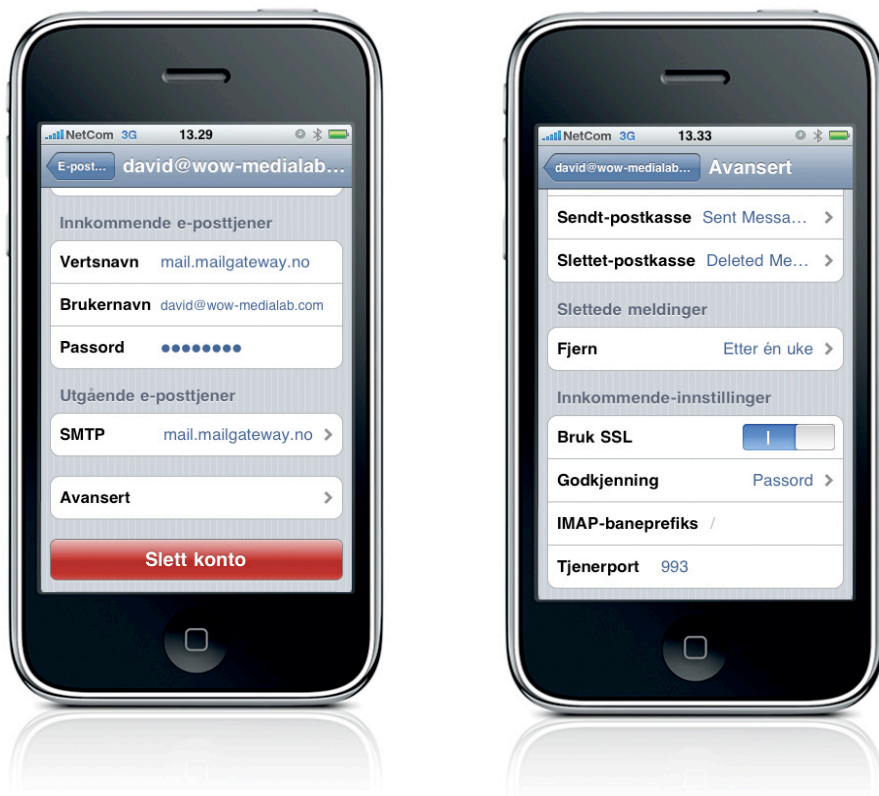 NetCom 3G 13.29
E-post... david@wow-medialab...
Innkommende e-posttjener
Vertsnavn mail.mailgateway.no
Brukernavn david@wow-medialab.com
Passord ••••••••
Utgående e-posttjener
SMTP mail.mailgateway.no
Avansert
Slett konto
NetCom 3G 13.33
david@wow-medialab... Avansert
Sendt-postkasse Sent Messa...
Slettet-postkasse Deleted Me...
Slettede meldinger
Fjern Etter én uke
Innkommende-innstillinger
Bruk SSL
Godkjenning Passord
IMAP-baneprefiks /
Tjenerport 993